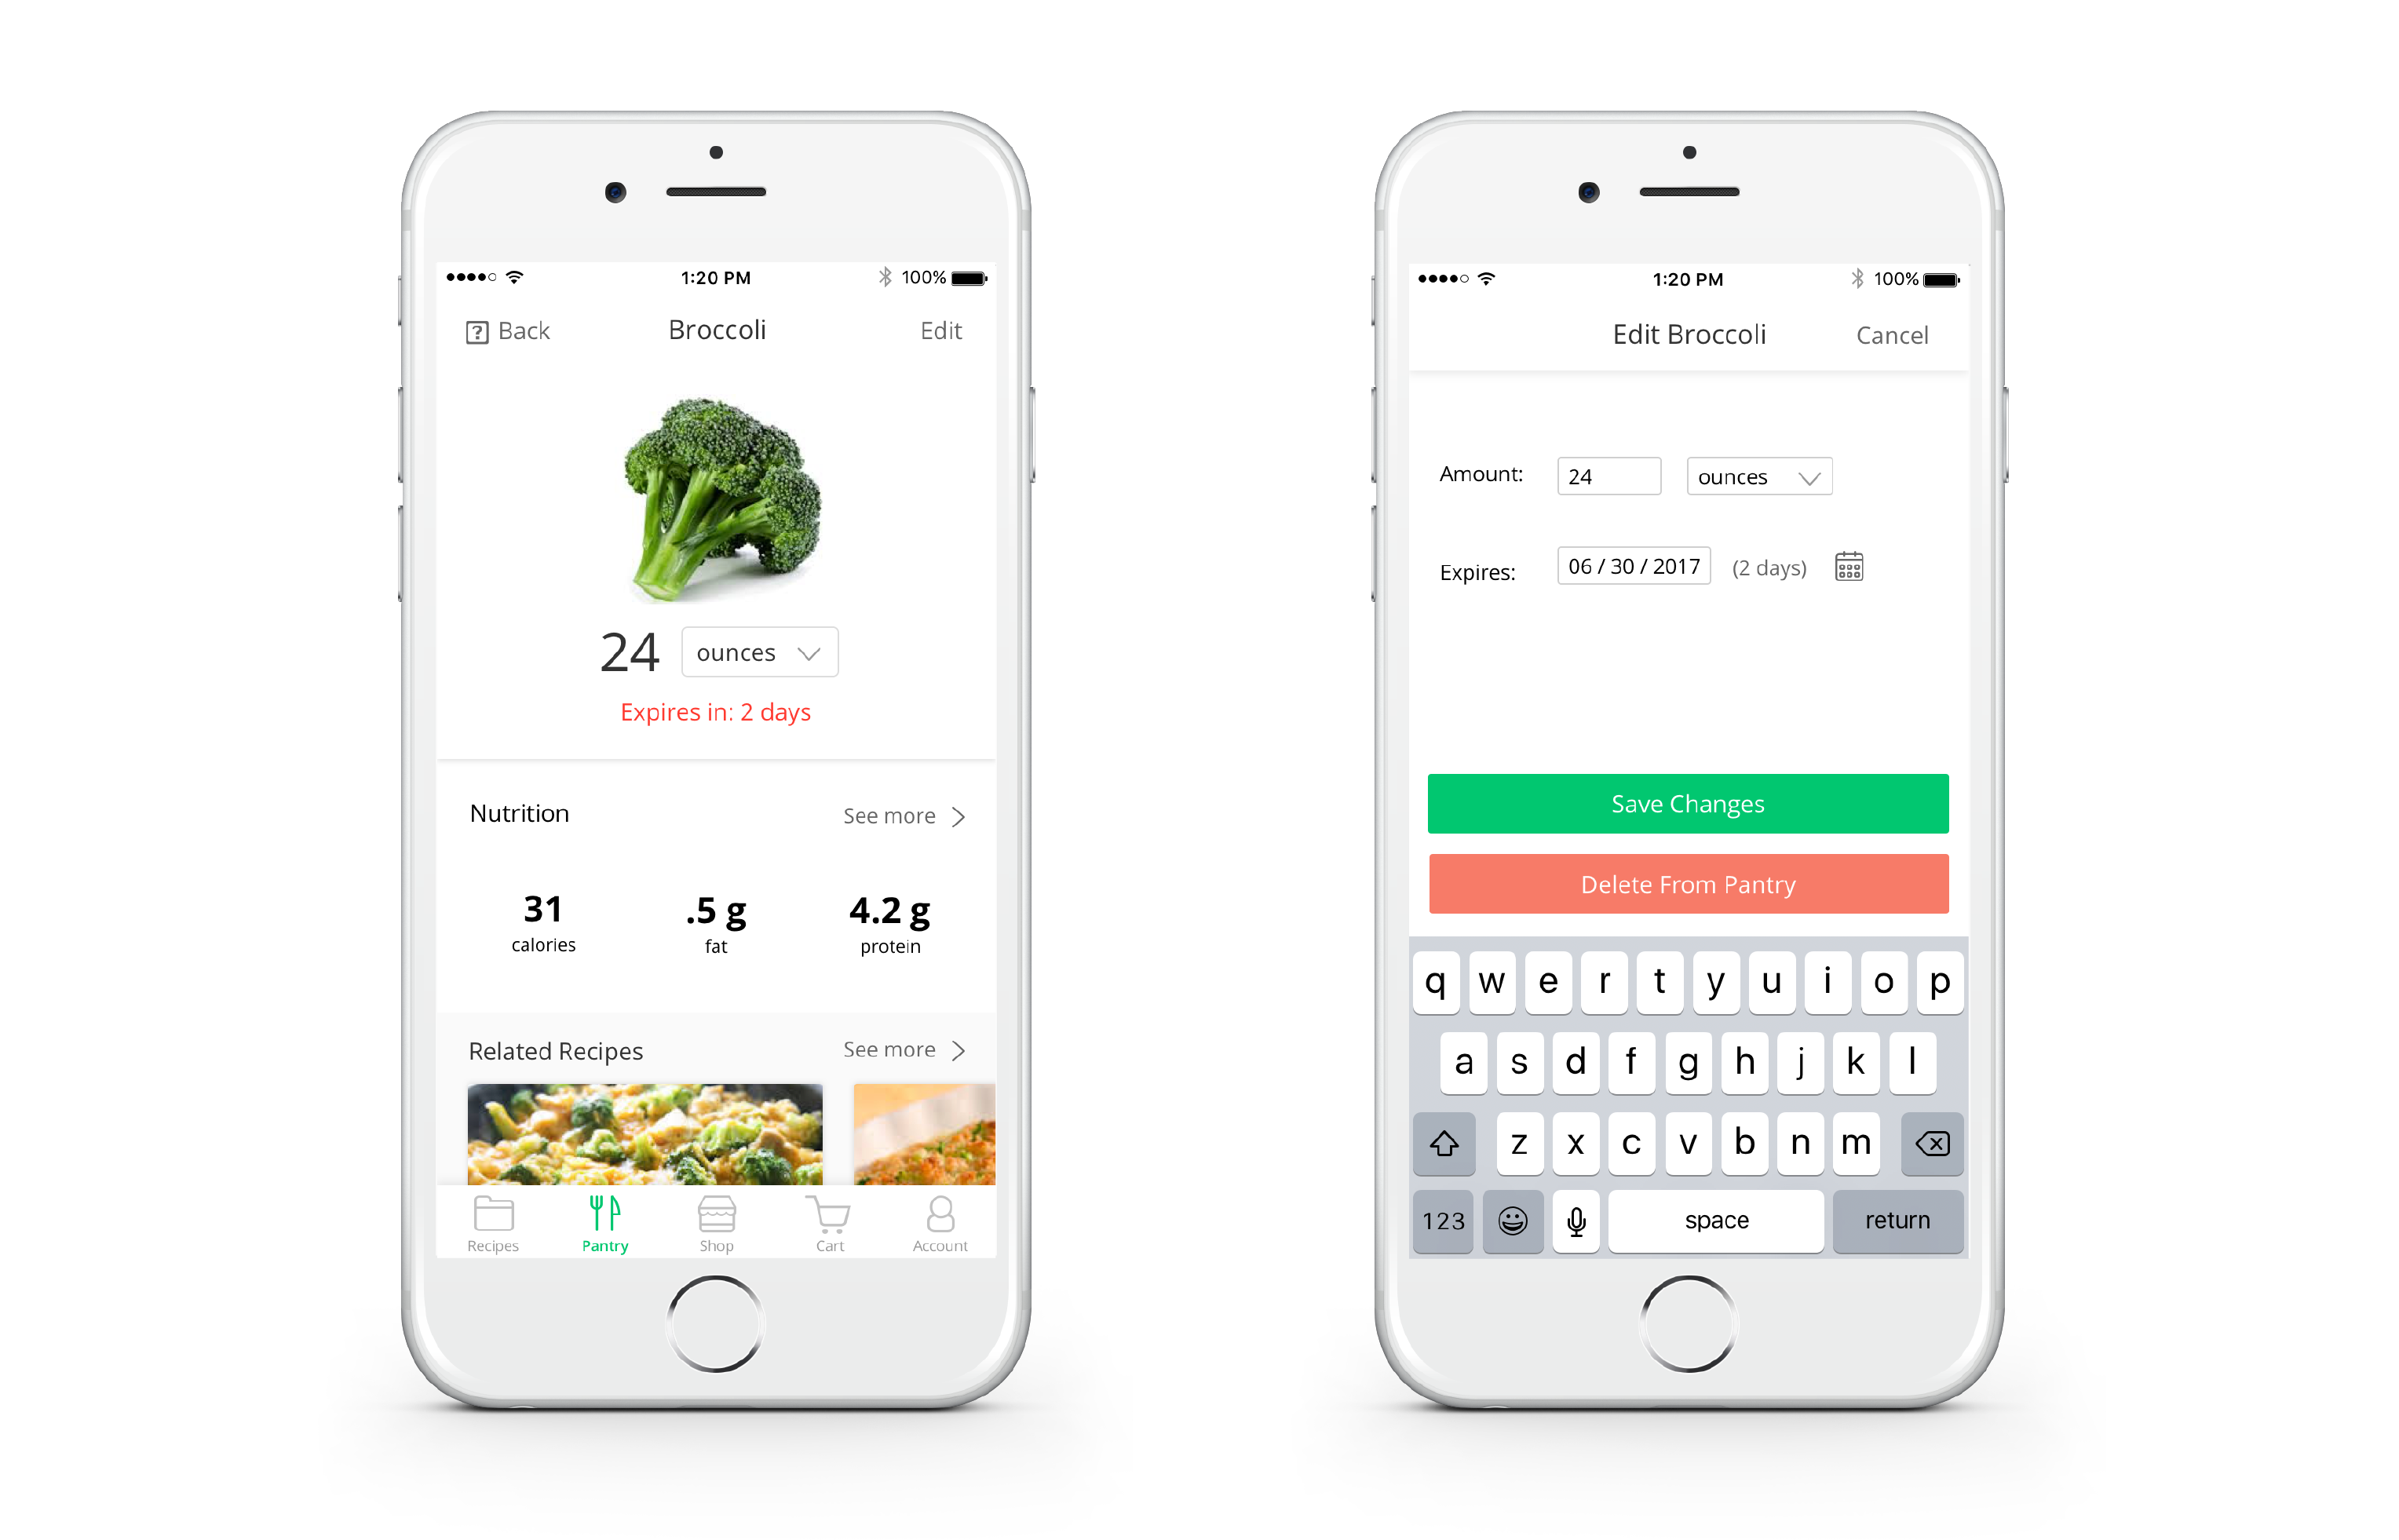 1:20 PM
100%
? Back
Broccoli
Edit
24
ounces
Expires in: 2 days
Nutrition
See more
31
calories
.5 g
fat
4.2 g
protein
Related Recipes
See more
Recipes
Pantry
Shop
Cart
Account
1:20 PM
100%
Edit Broccoli
Cancel
Amount:
24
ounces
Expires:
06 / 30 / 2017
(2 days)
Save Changes
Delete From Pantry
q w e r t y u i o p
a s d f g h j k l
z x c v b n m
123
space
return